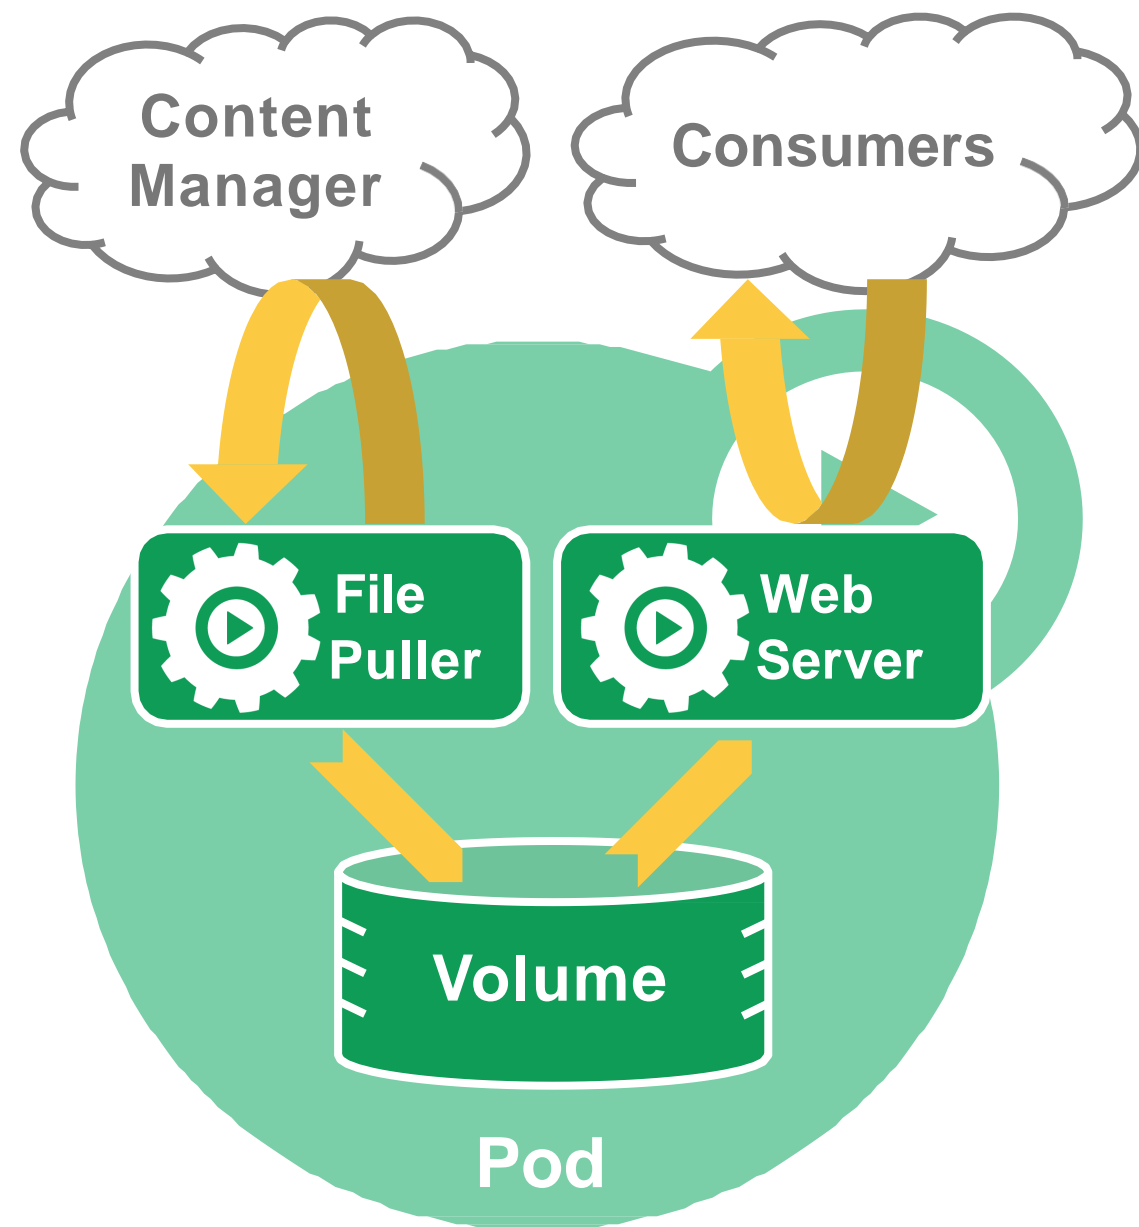 Content
Manager
Consumers
File
Puller
Web
Server
Volume
Pod